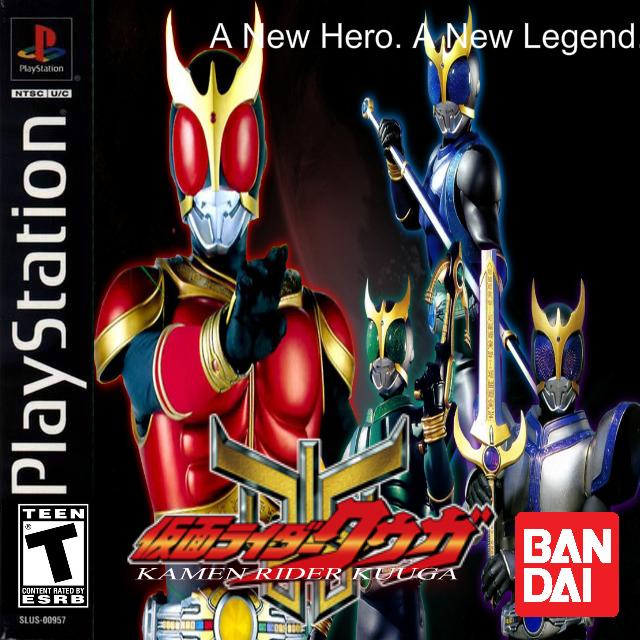 A New Hero. A New Legend.
PlayStation
NTSC U/C
PlayStation
仮面ライダークウガ
KAMEN RIDER KUUGA
TEEN
T
CONTENT RATED BY
ESRB
SLUS-00957
BAN
DAI